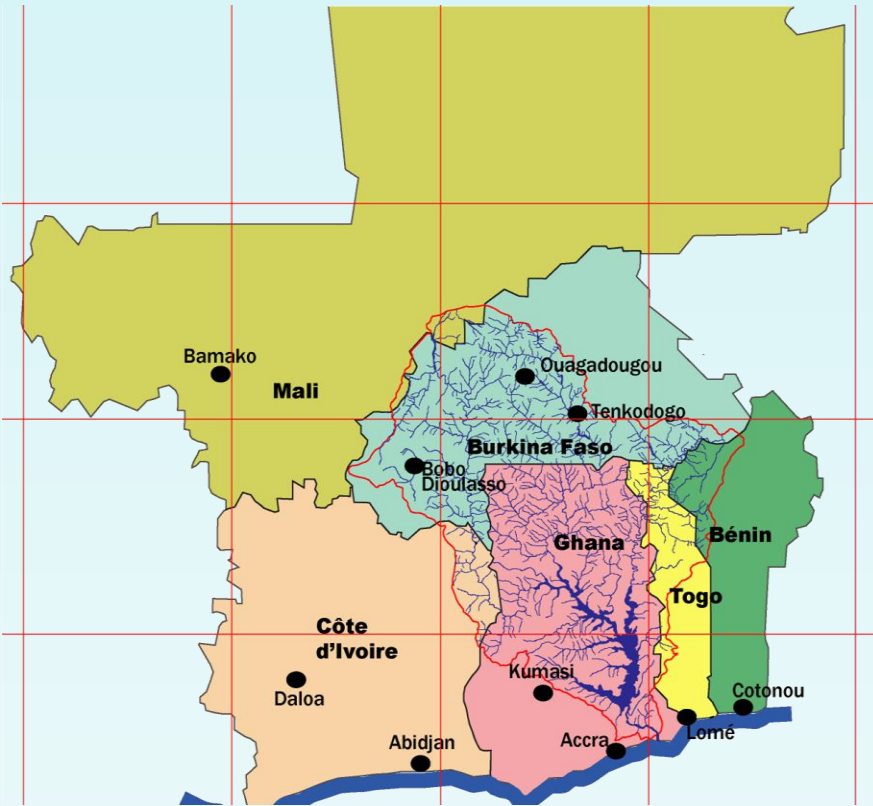 Bamako
Mali
Ouagadougou
Tenkodogo
Burkina Faso
Bobo
Dioulasso
Ghana
Bénin
Togo
Côte
d'Ivoire
Kumasi
Daloa
Cotonou
Lomé
Abidjan
Accra